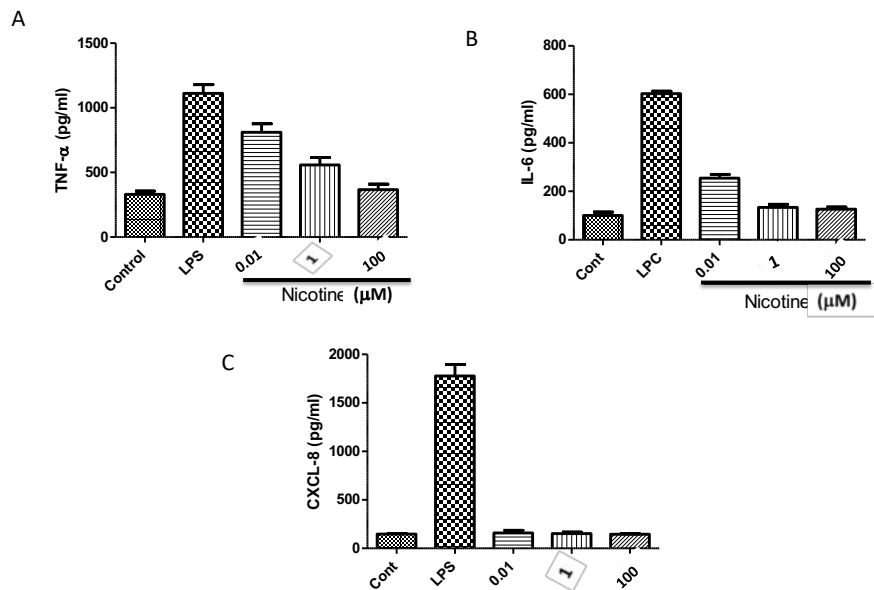 A
TNF-α (pg/ml)
1500
1000
500
0
Control
LPS
0.01
1
100
Nicotine (μM)
B
IL-6 (pg/ml)
800
600
400
200
0
Cont
LPC
0.01
1
100
Nicotine (μM)
C
CXCL-8 (pg/ml)
2000
1500
1000
500
0
Cont
LPS
0.01
1
100